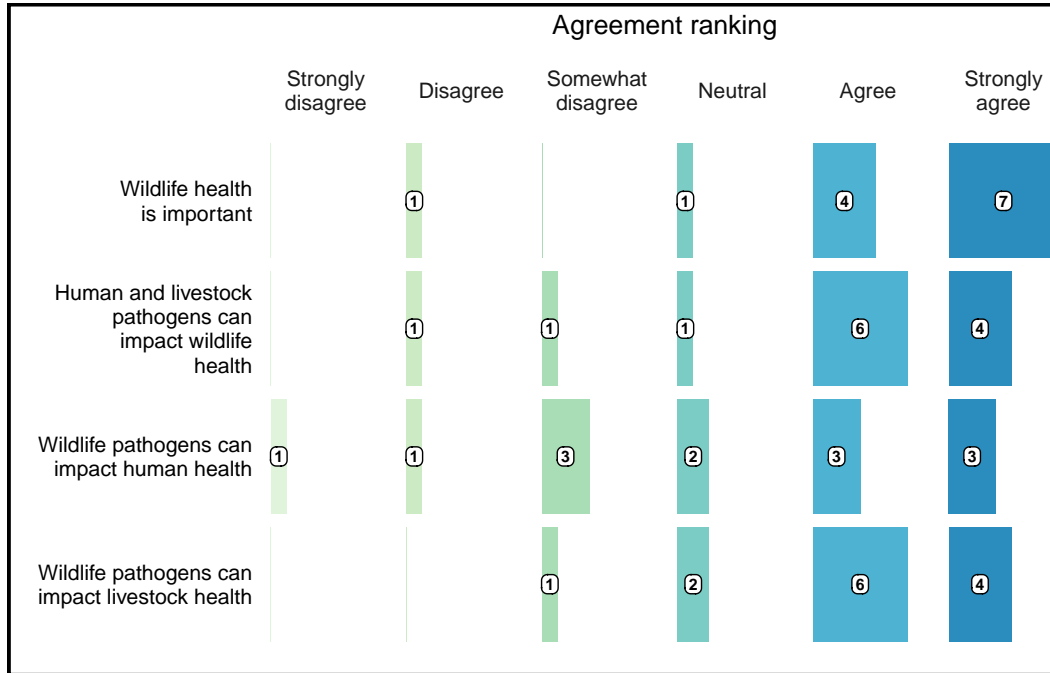 Agreement ranking
Strongly
disagree
Disagree
Somewhat
disagree
Neutral
Agree
Strongly
agree
Wildlife health
is important
1
1
4
7
Human and livestock
pathogens can
impact wildlife
health
1
1
1
6
4
Wildlife pathogens can
impact human health
1
1
3
2
3
3
Wildlife pathogens can
impact livestock health
1
2
6
4